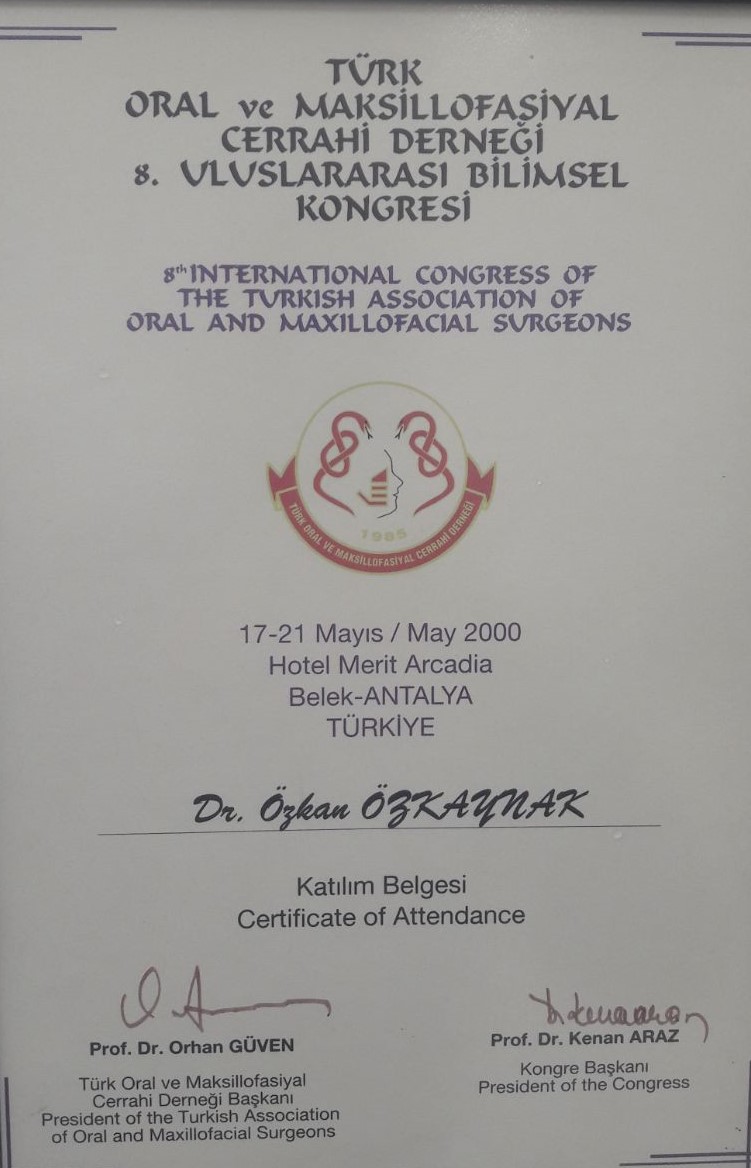 TÜRK
ORAL ve MAKSİLLOFASİYAL
CERRAHİ DERNEĞİ
8. ULUSLARARASI BİLİMSEL
KONGRESİ
8th INTERNATIONAL CONGRESS OF
THE TURKISH ASSOCIATION OF
ORAL AND MAXILLOFACIAL SURGEONS
1985
TÜRK ORAL VE MAKSİLLOFASİYAL CERRAHİ DERNEĞİ
17-21 Mayıs / May 2000
Hotel Merit Arcadia
Belek-ANTALYA
TÜRKİYE
Dr. Özkan ÖZKAYNAK
Katılım Belgesi
Certificate of Attendance
Prof. Dr. Orhan GÜVEN
Türk Oral ve Maksillofasiyal
Cerrahi Derneği Başkanı
President of the Turkish Association
of Oral and Maxillofacial Surgeons
Prof. Dr. Kenan ARAZ
Kongre Başkanı
President of the Congress